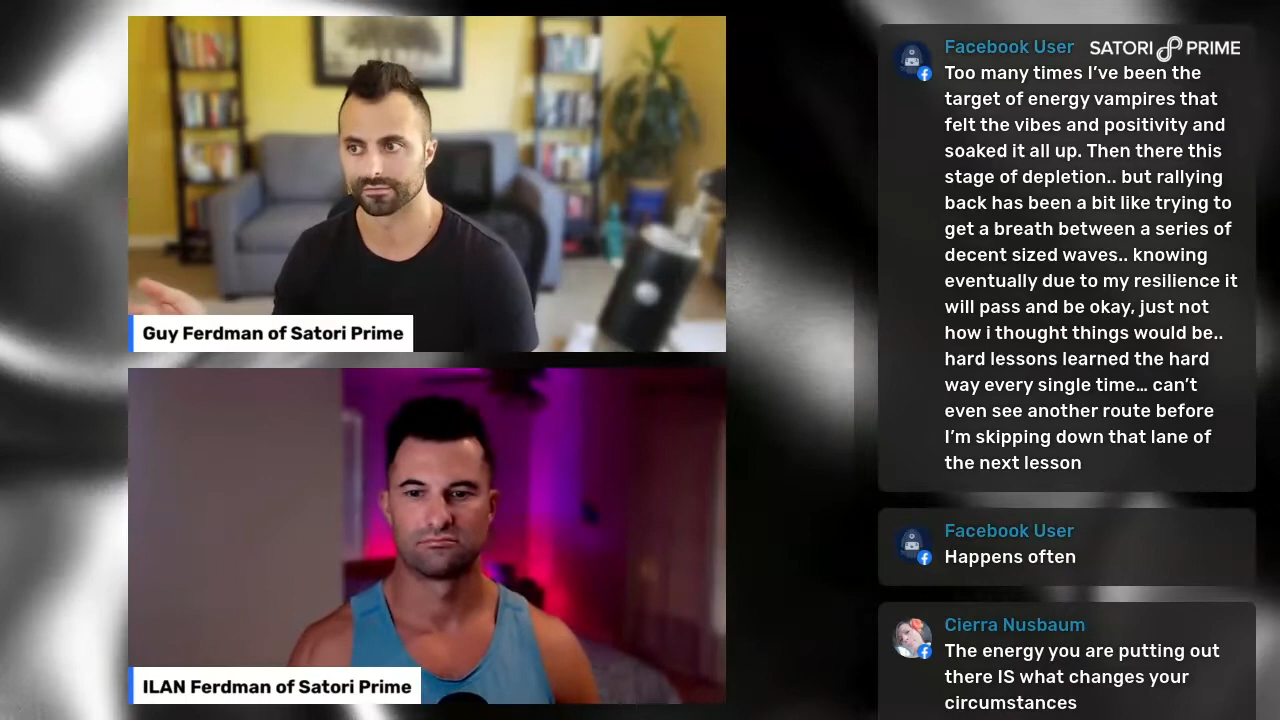 Guy Ferdman of Satori Prime
ILAN Ferdman of Satori Prime
SATORI PRIME
Facebook User
Too many times I’ve been the
target of energy vampires that
felt the vibes and positivity and
soaked it all up. Then there this
stage of depletion.. but rallying
back has been a bit like trying to
get a breath between a series of
decent sized waves.. knowing
eventually due to my resilience it
will pass and be okay, just not
how i thought things would be..
hard lessons learned the hard
way every single time… can’t
even see another route before
I’m skipping down that lane of
the next lesson
Facebook User
Happens often
Cierra Nusbaum
The energy you are putting out
there IS what changes your
circumstances